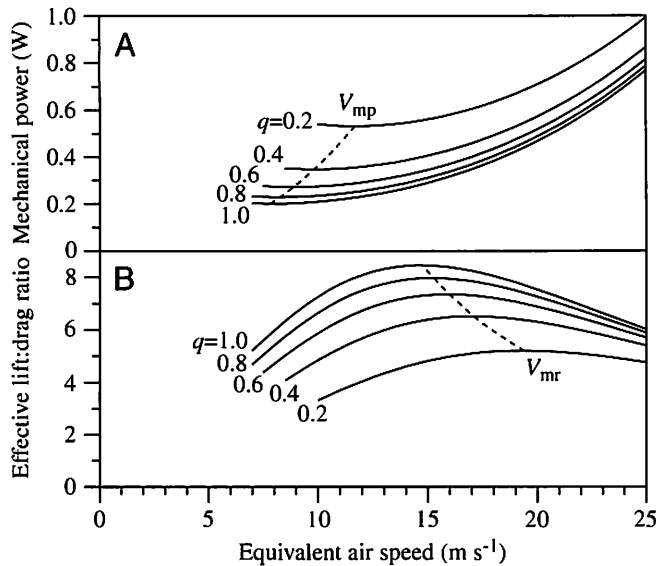 A
Mechanical power (W)
1.0
0.8
0.6
0.4
0.2
0
V_mp
q=0.2
0.4
0.6
0.8
1.0
B
Effective lift:drag ratio
8
6
4
2
0
q=1.0
0.8
0.6
0.4
0.2
V_mr
0 5 10 15 20 25
Equivalent air speed (m s⁻¹)